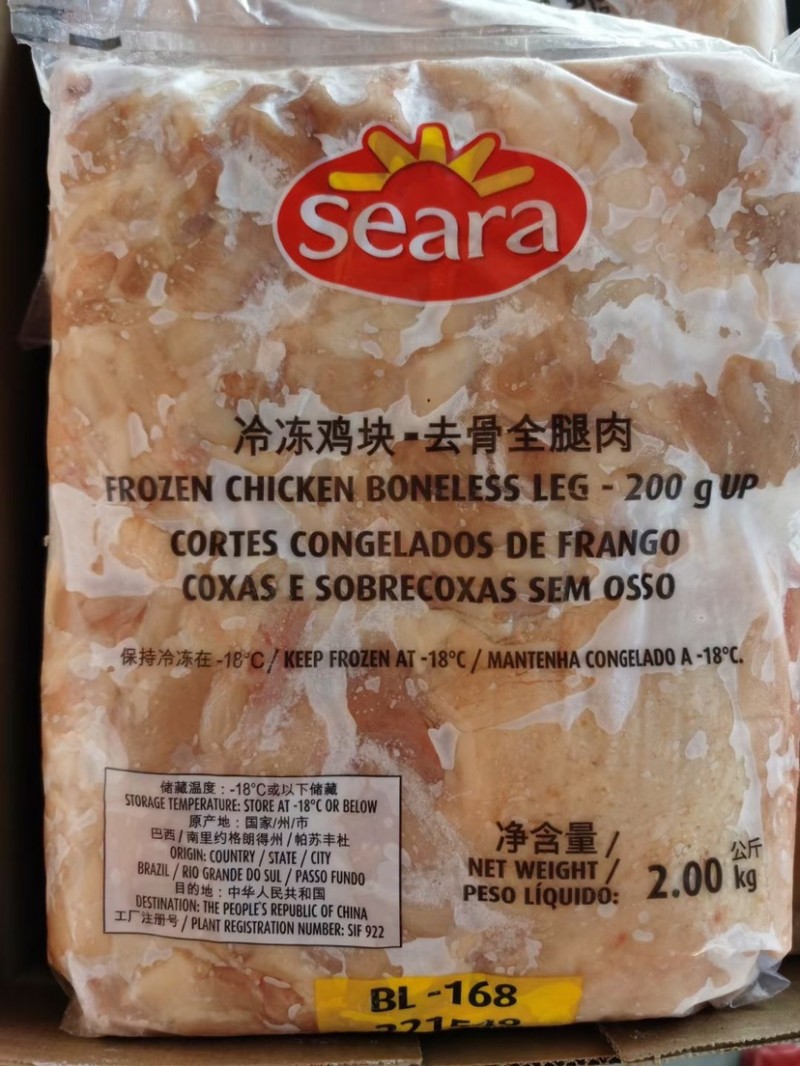 Seara
冷冻鸡块-去骨全腿肉
FROZEN CHICKEN BONELESS LEG - 200 g UP
CORTES CONGELADOS DE FRANGO
COXAS E SOBRECOXAS SEM OSSO
保持冷冻在-18°C / KEEP FROZEN AT -18°C / MANTENHA CONGELADO A -18°C.
储藏温度：-18°C或以下储藏
STORAGE TEMPERATURE: STORE AT -18°C OR BELOW
原产地：国家/州/市
巴西/南里约格朗得州/帕苏丰杜
ORIGIN: COUNTRY / STATE / CITY
BRAZIL / RIO GRANDE DO SUL / PASSO FUNDO
目的地：中华人民共和国
DESTINATION: THE PEOPLE'S REPUBLIC OF CHINA
工厂注册号 / PLANT REGISTRATION NUMBER: SIF 922
净含量 /
NET WEIGHT /
PESO LÍQUIDO:
2.00 公斤 kg
BL -168